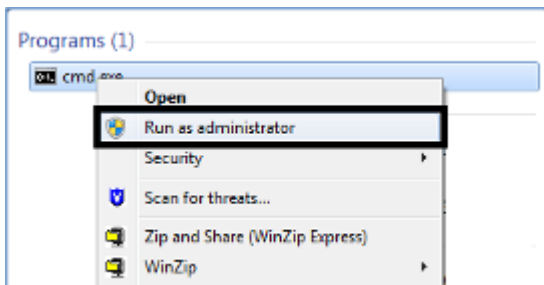 Programs (1)
cmd.exe
Open
Run as administrator
Security
Scan for threats...
Zip and Share (WinZip Express)
WinZip